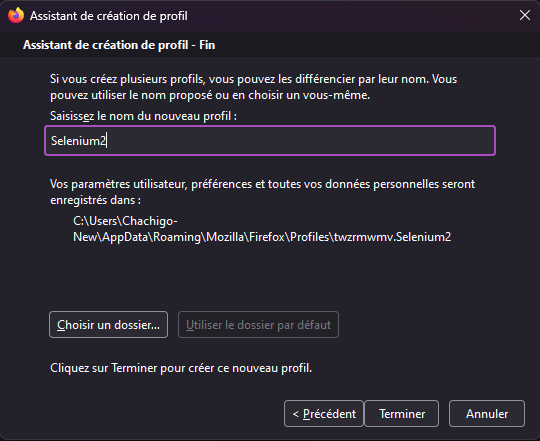 Assistant de création de profil
Assistant de création de profil - Fin
Si vous créez plusieurs profils, vous pouvez les différencier par leur nom. Vous
pouvez utiliser le nom proposé ou en choisir un vous-même.
Saisissez le nom du nouveau profil :
Selenium2
Vos paramètres utilisateur, préférences et toutes vos données personnelles seront
enregistrés dans :
C:\Users\Chachigo-
New\AppData\Roaming\Mozilla\Firefox\Profiles\twzrmwmv.Selenium2
Choisir un dossier...
Utiliser le dossier par défaut
Cliquez sur Terminer pour créer ce nouveau profil.
< Précédent
Terminer
Annuler